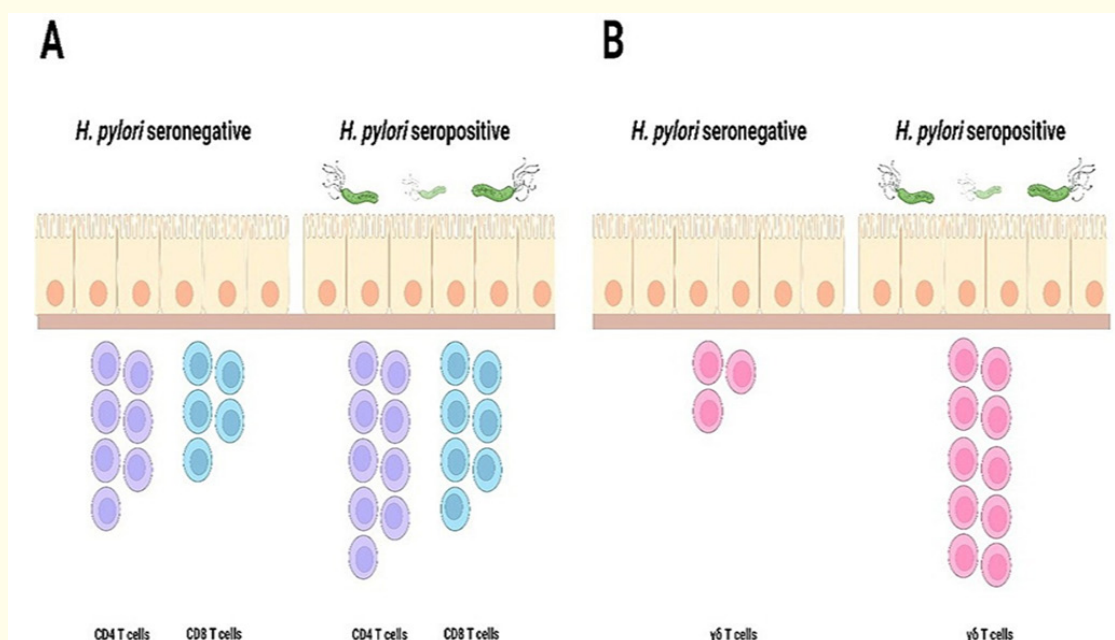 A
B
H. pylori seronegative
H. pylori seropositive
H. pylori seronegative
H. pylori seropositive
CD4 T cells
CD8 T cells
CD4 T cells
CD8 T cells
γδ T cells
γδ T cells